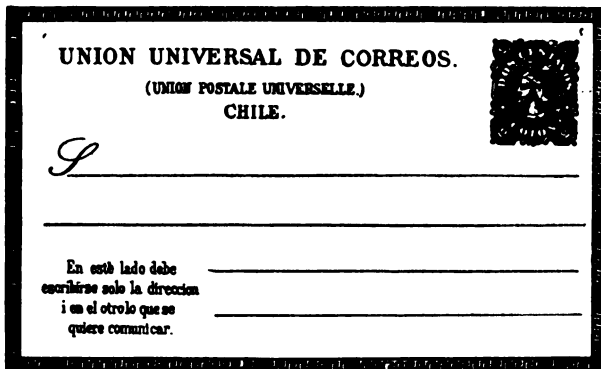 UNION UNIVERSAL DE CORREOS.
(UNION POSTALE UNIVERSELLE.)
CHILE.
S
En este lado debe
escribirse solo la direccion
i en el otro lo que se
quiere comunicar.